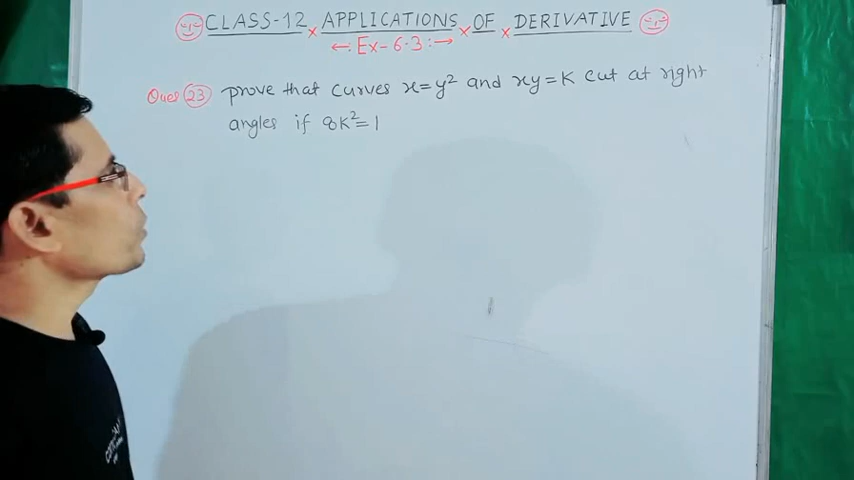 CLASS-12 × APPLICATIONS × OF × DERIVATIVE
←: Ex-6.3 :→
Ques 23 prove that curves x=y² and xy=K cut at right
angles if 8K²=1